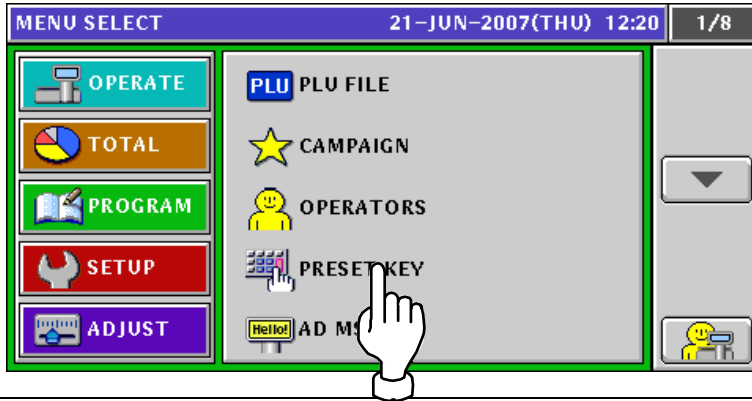 MENU SELECT 21-JUN-2007(THU) 12:20 1/8
OPERATE
TOTAL
PROGRAM
SETUP
ADJUST
PLU PLU FILE
CAMPAIGN
OPERATORS
PRESET KEY
Hello! AD